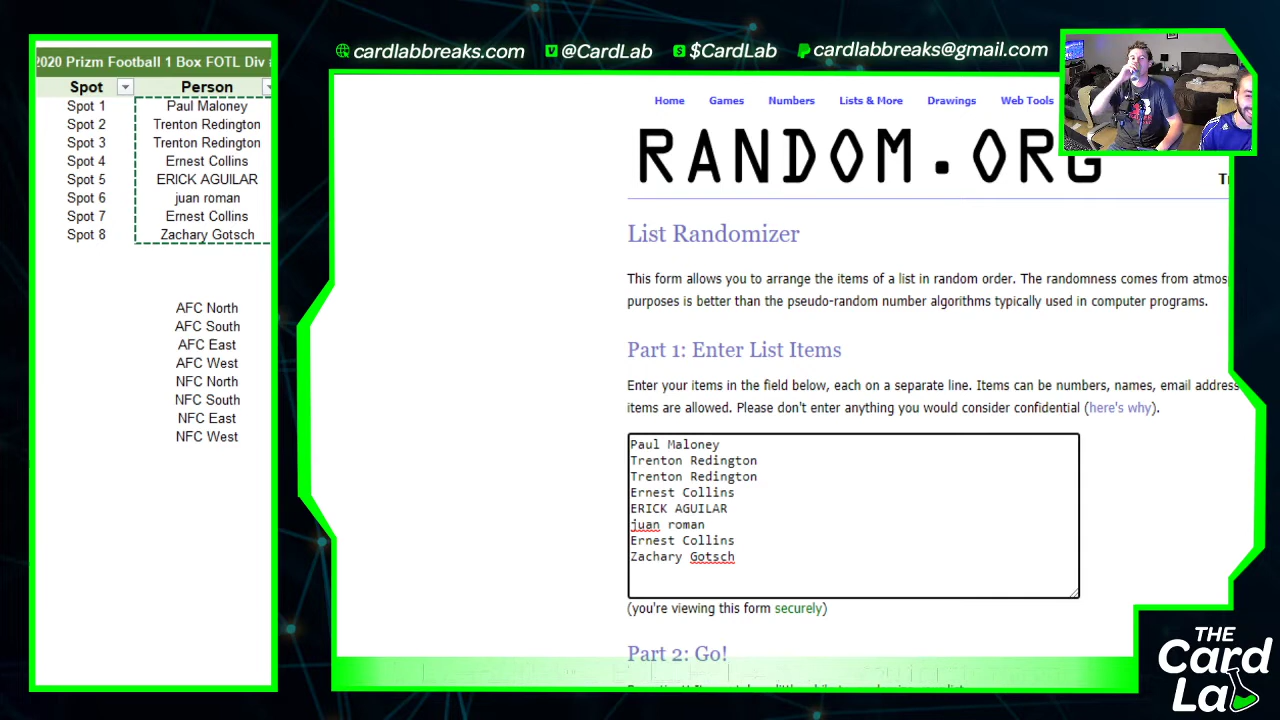 cardlabbreaks.com @CardLab $CardLab cardlabbreaks@gmail.com
2020 Prizm Football 1 Box FOTL Div
Spot Person
Spot 1 Paul Maloney
Spot 2 Trenton Redington
Spot 3 Trenton Redington
Spot 4 Ernest Collins
Spot 5 ERICK AGUILAR
Spot 6 juan roman
Spot 7 Ernest Collins
Spot 8 Zachary Gotsch
AFC North
AFC South
AFC East
AFC West
NFC North
NFC South
NFC East
NFC West
Home Games Numbers Lists & More Drawings Web Tools
RANDOM.ORG
List Randomizer
This form allows you to arrange the items of a list in random order. The randomness comes from
purposes is better than the pseudo-random number algorithms typically used in computer programs.
Part 1: Enter List Items
Enter your items in the field below, each on a separate line. Items can be numbers, names, email
items are allowed. Please don't enter anything you would consider confidential (here's why).
Paul Maloney
Trenton Redington
Trenton Redington
Ernest Collins
ERICK AGUILAR
juan roman
Ernest Collins
Zachary Gotsch
(you're viewing this form securely)
Part 2: Go!
THE
Card
Lab